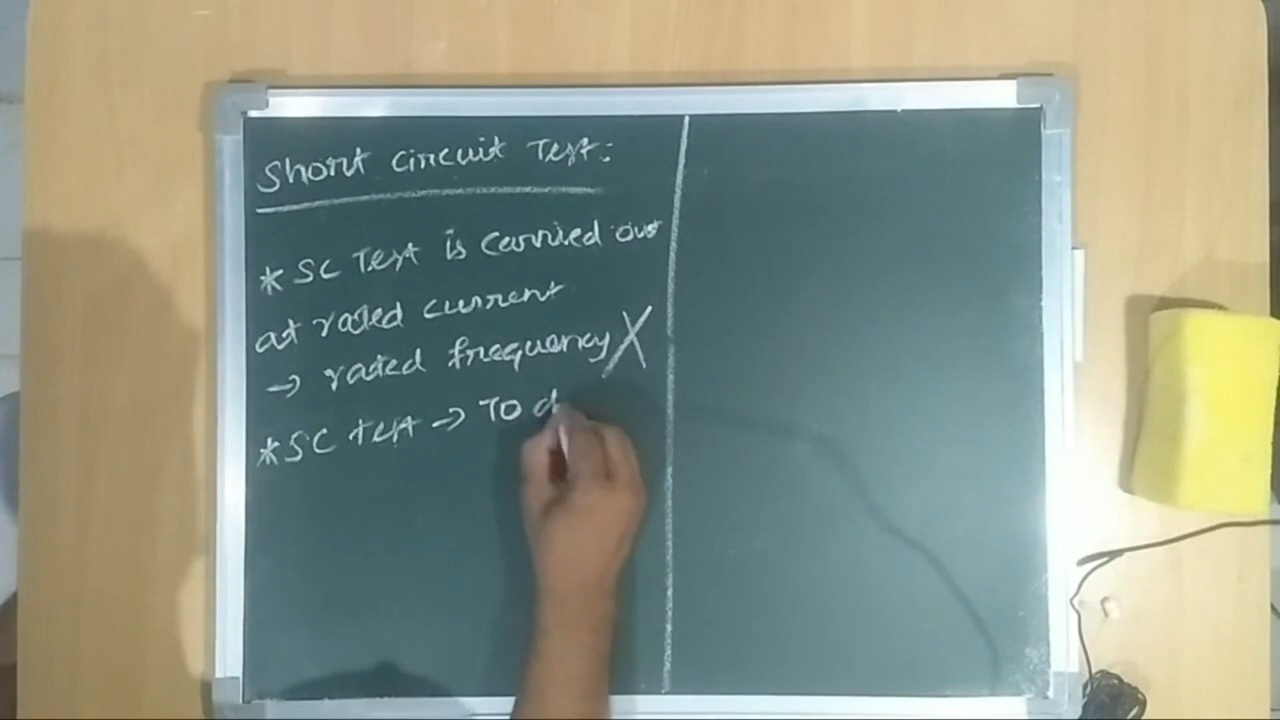 Short Circuit Test:
* SC Test is carried out
at rated current
→ rated frequency X
* SC test → To d